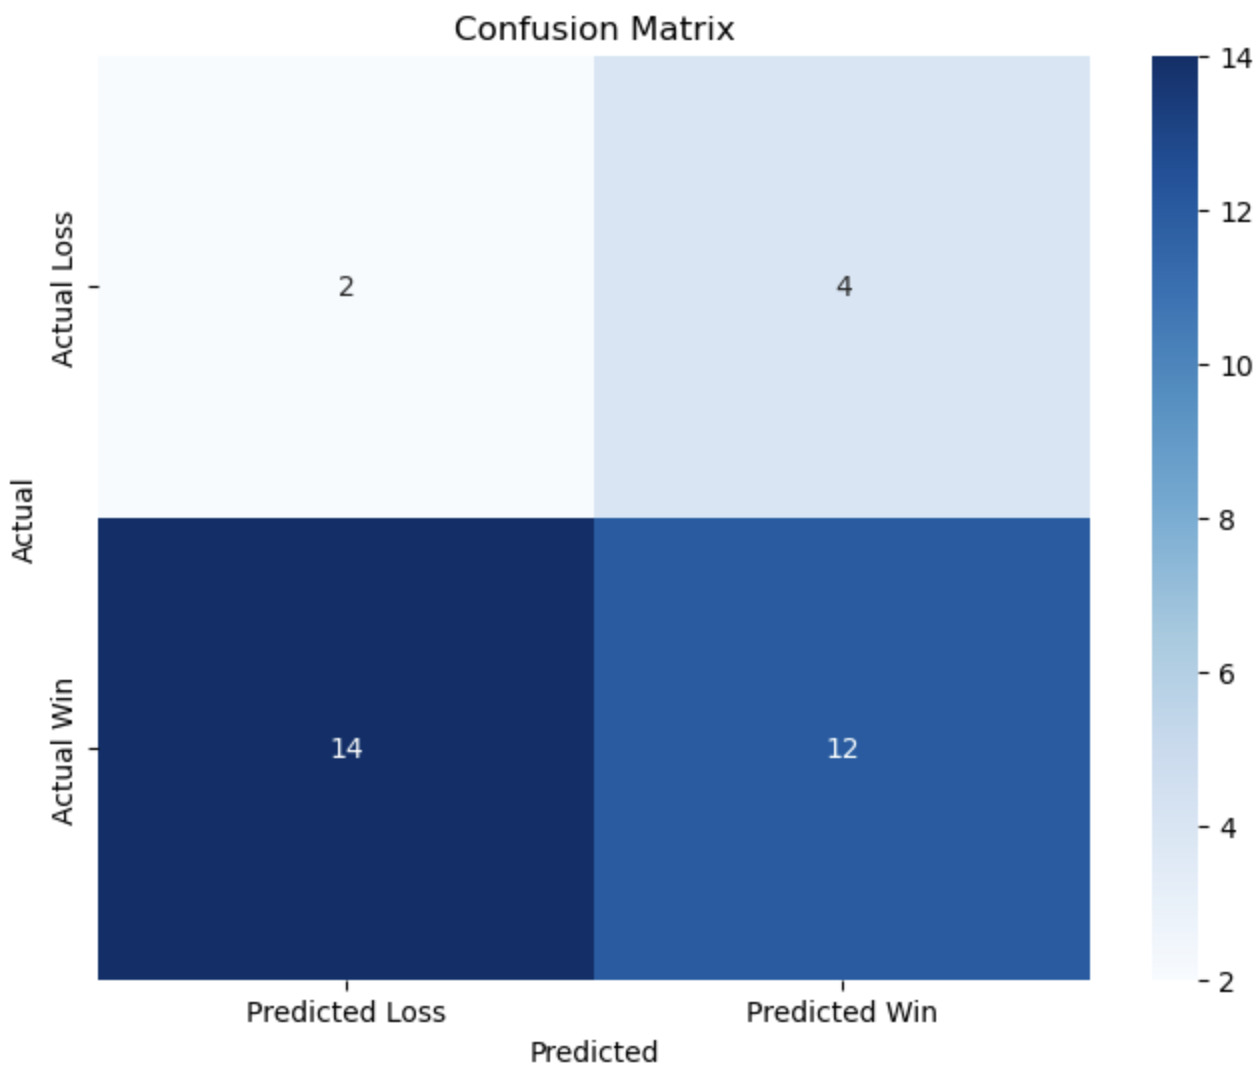 Confusion Matrix
Actual
Actual Loss
Actual Win
2
4
14
12
Predicted Loss
Predicted Win
Predicted
14
12
10
8
6
4
2